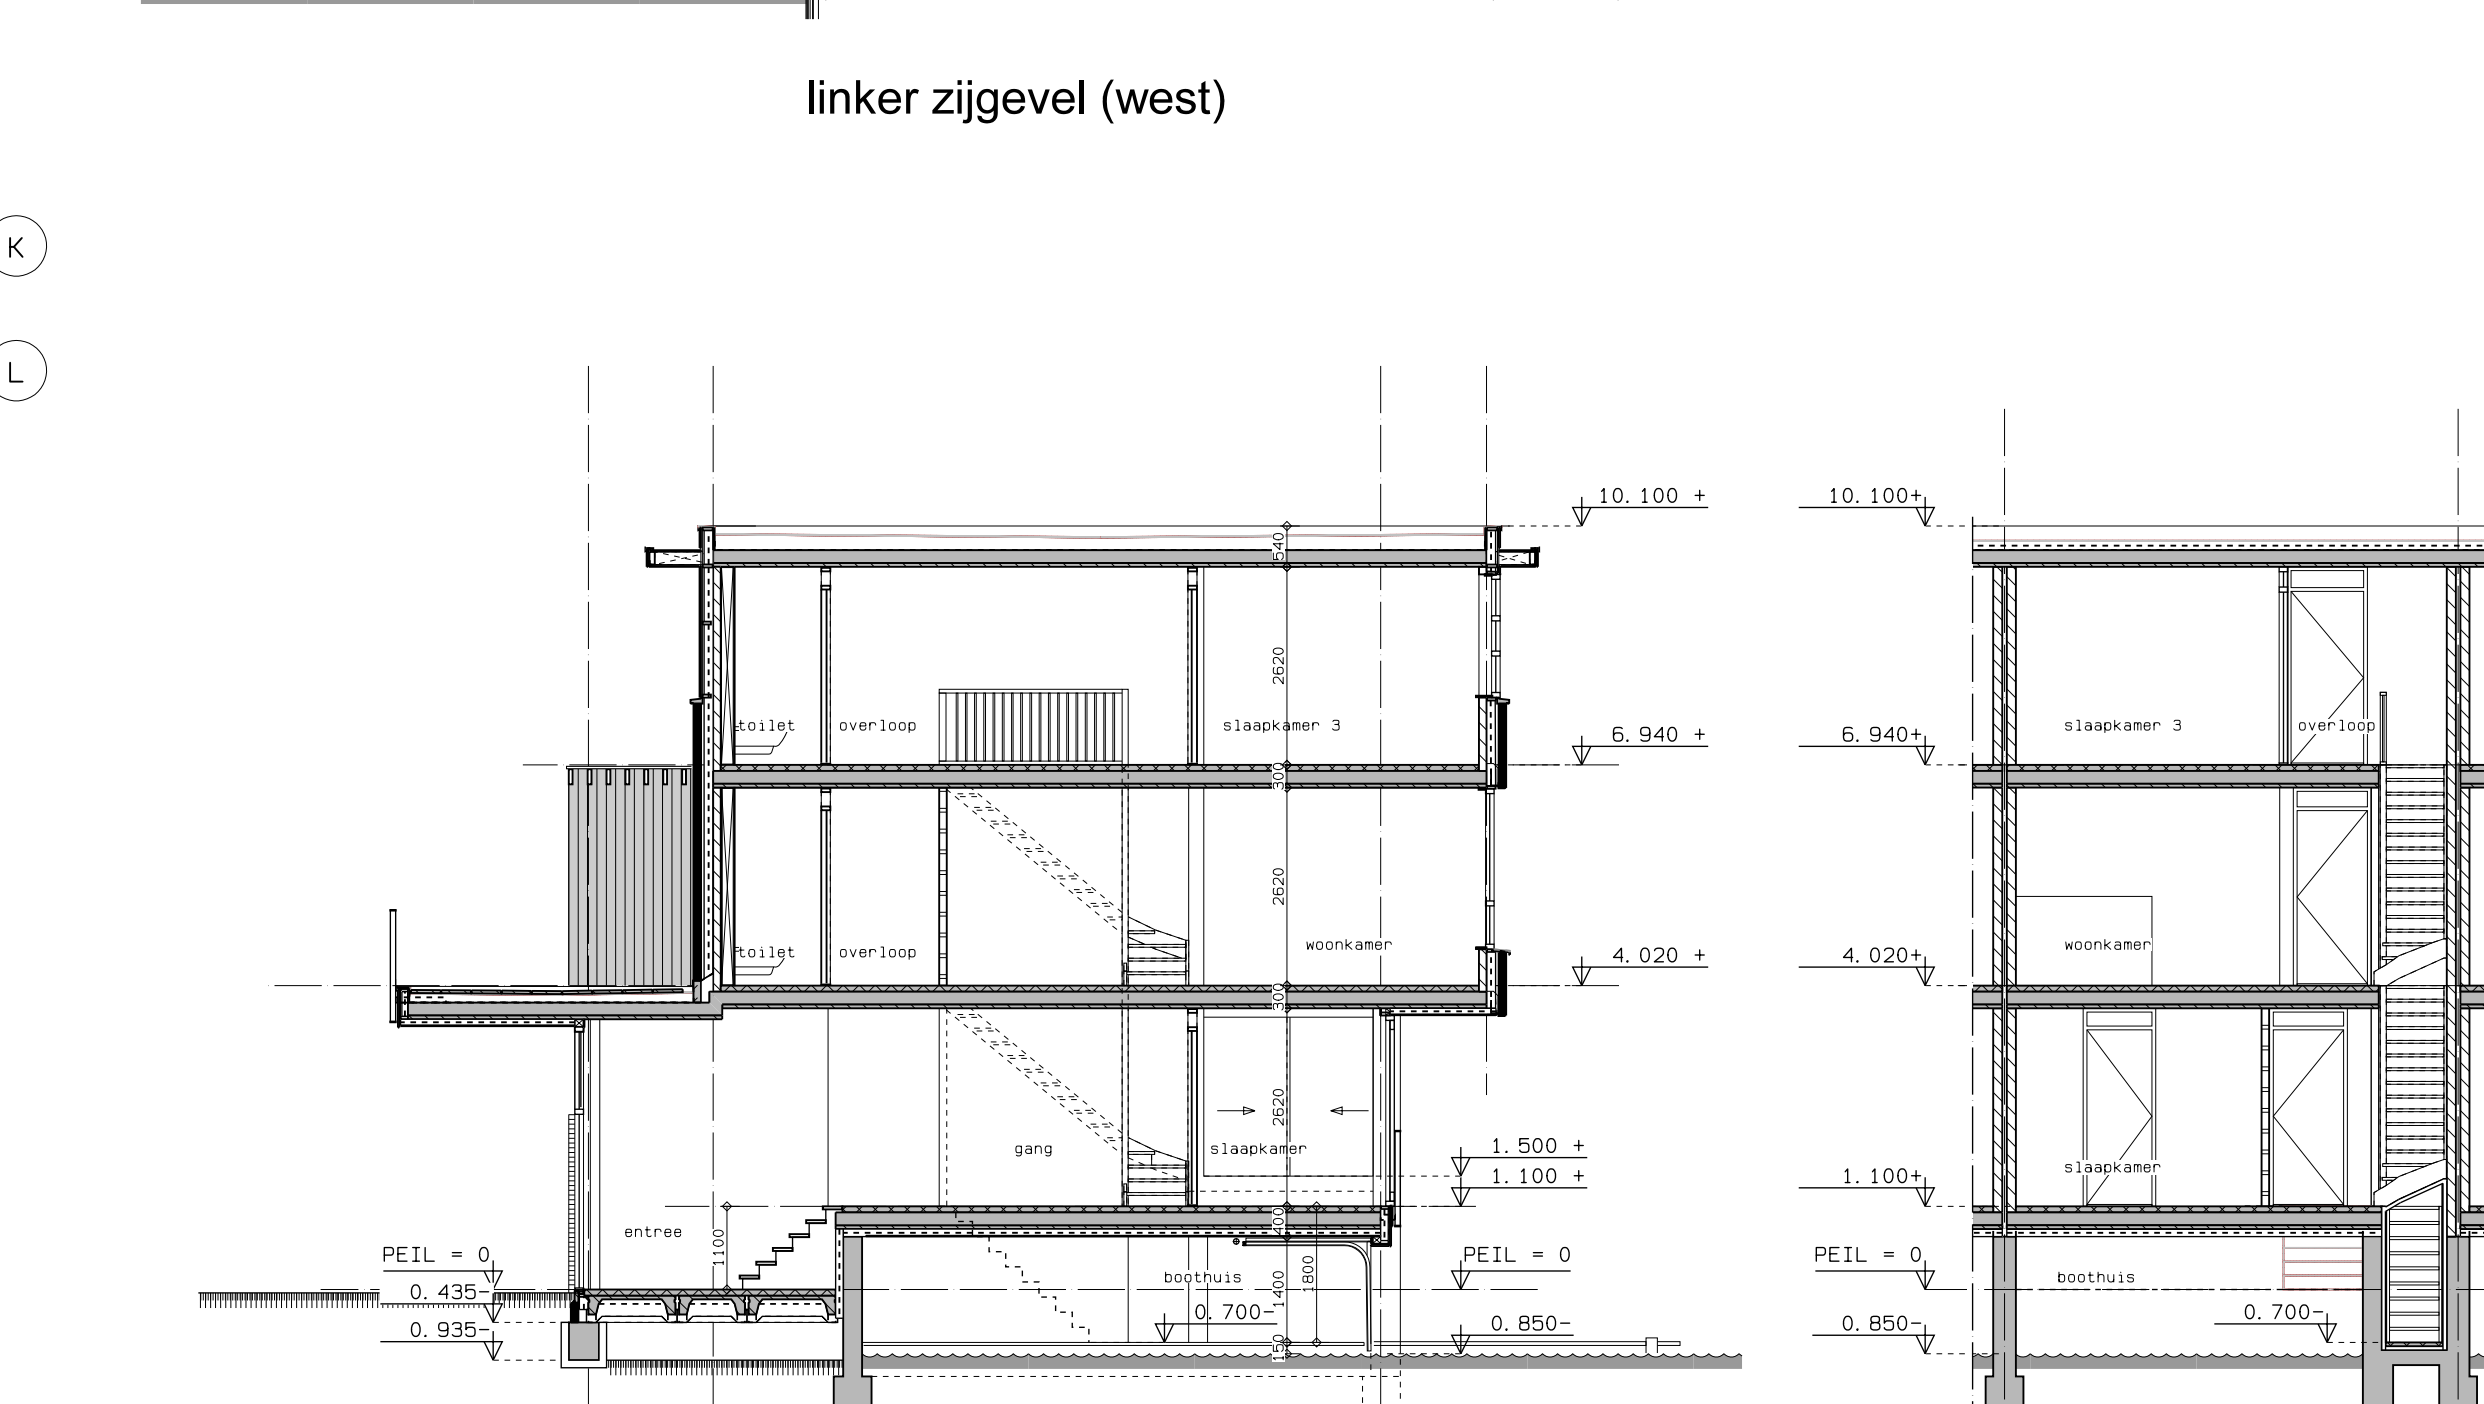 linker zijgevel (west)
K
L
10.100 +
10.100+
540
2620
toilet
overloop
slaapkamer 3
6.940 +
6.940+
slaapkamer 3
overloop
300
2620
toilet
overloop
woonkamer
4.020 +
4.020+
woonkamer
300
2620
gang
slaapkamer
1.500 +
1.100 +
1.100+
slaapkamer
entree
1100
400
PEIL = 0
PEIL = 0
PEIL = 0
boothuis
1400
1800
boothuis
0.435-
0.700-
0.700-
0.935-
0.850-
0.850-
150